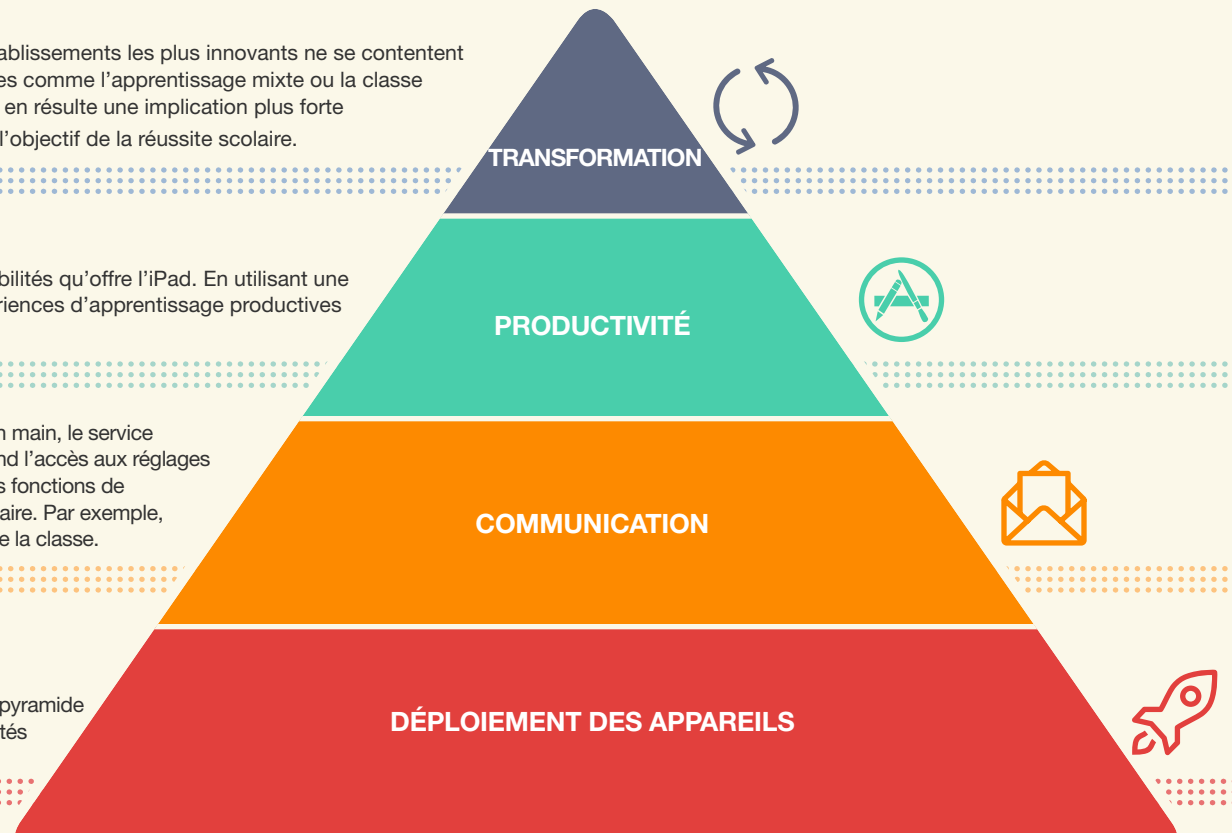 ablissements les plus innovants ne se contentent
es comme l'apprentissage mixte ou la classe
en résulte une implication plus forte
l'objectif de la réussite scolaire.
TRANSFORMATION
bilités qu'offre l'iPad. En utilisant une
riences d'apprentissage productives
PRODUCTIVITÉ
n main, le service
nd l'accès aux réglages
s fonctions de
aire. Par exemple,
e la classe.
COMMUNICATION
pyramide
tés
DÉPLOIEMENT DES APPAREILS